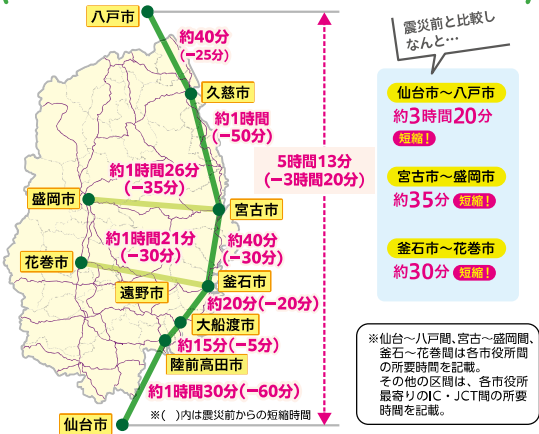 八戸市
約40分
(−25分)
久慈市
約1時間
(−50分)
5時間13分
(−3時間20分)
約1時間26分
(−35分)
盛岡市
宮古市
約1時間21分
(−30分)
約40分
(−30分)
花巻市
遠野市
釜石市
約20分(−20分)
大船渡市
約15分(−5分)
陸前高田市
約1時間30分(−60分)
仙台市
※( )内は震災前からの短縮時間
震災前と比較し
なんと…
仙台市～八戸市
約3時間20分
短縮!
宮古市～盛岡市
約35分 短縮!
釜石市～花巻市
約30分 短縮!
※仙台～八戸間、宮古～盛岡間、
釜石～花巻間は各市役所間
の所要時間を記載。
その他の区間は、各市役所
最寄りのIC・JCT間の所要
時間を記載。